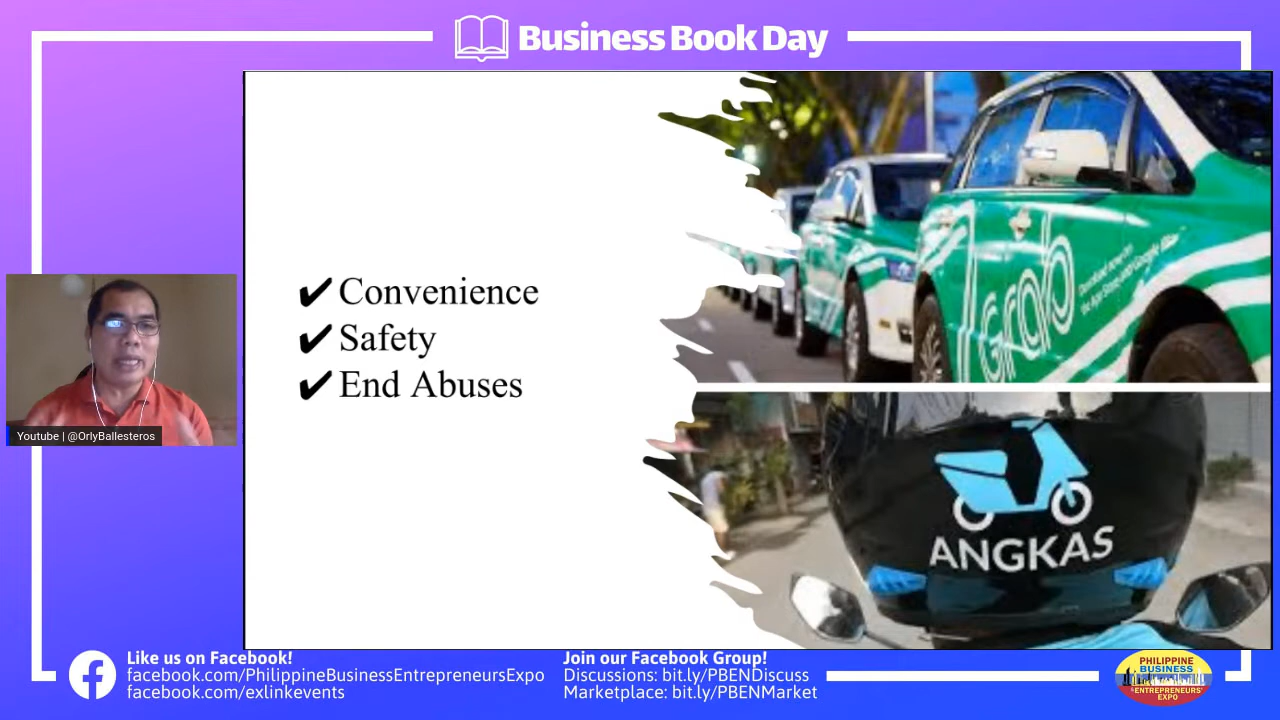 Business Book Day
✔ Convenience
✔ Safety
✔ End Abuses
Grab
ANGKAS
Youtube | @OrlyBallesteros
Like us on Facebook!
facebook.com/PhilippineBusinessEntrepreneursExpo
facebook.com/exlinkevents
Join our Facebook Group!
Discussions: bit.ly/PBENDiscuss
Marketplace: bit.ly/PBENMarket
PHILIPPINE
BUSINESS
& ENTREPRENEURS'
EXPO